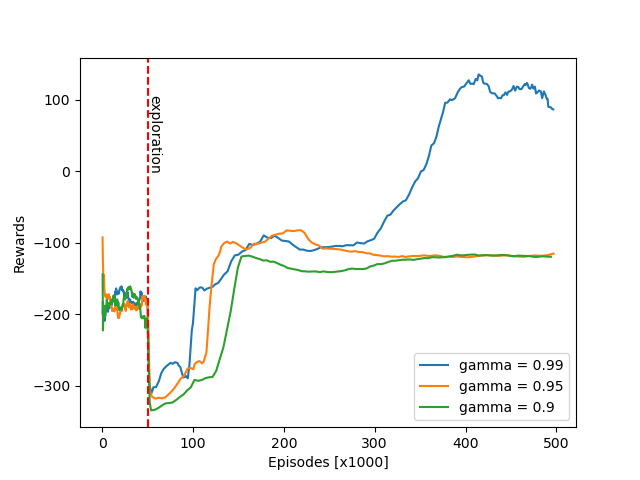 exploration
100
0
−100
−200
−300
Rewards
0
100
200
300
400
500
Episodes [x1000]
gamma = 0.99
gamma = 0.95
gamma = 0.9